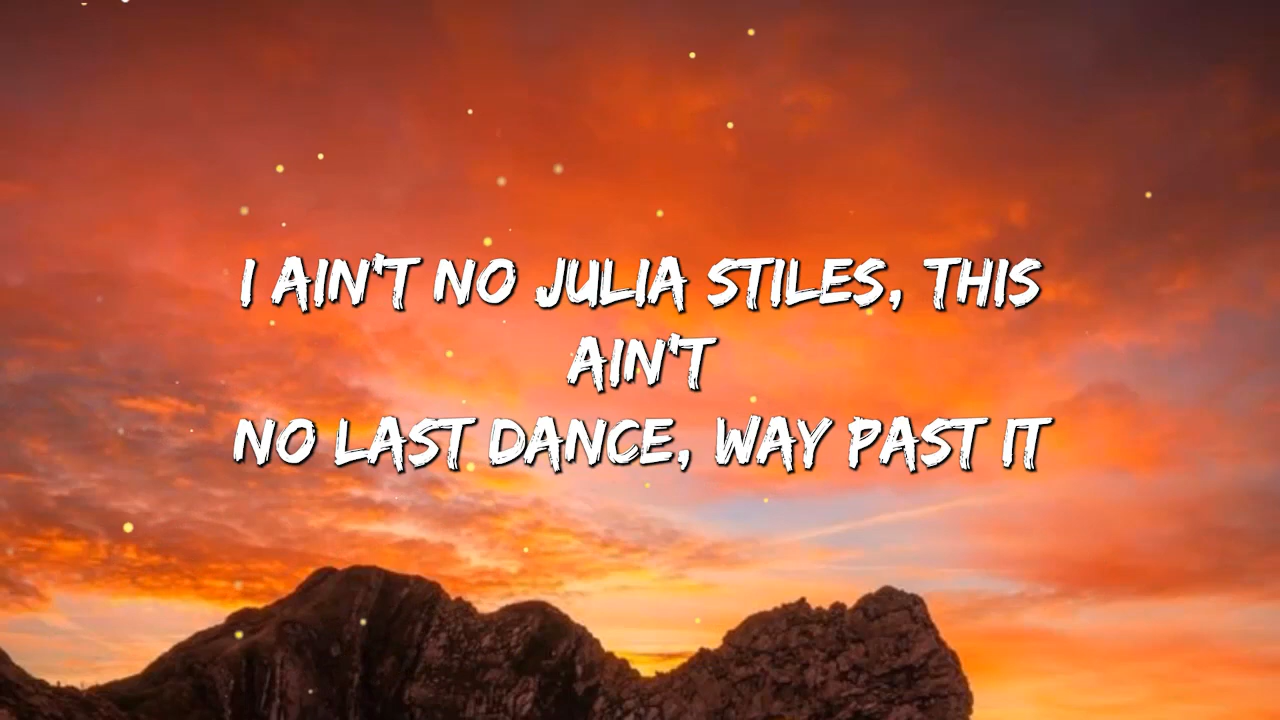 I AIN'T NO JULIA STILES, THIS
AIN'T
NO LAST DANCE, WAY PAST IT